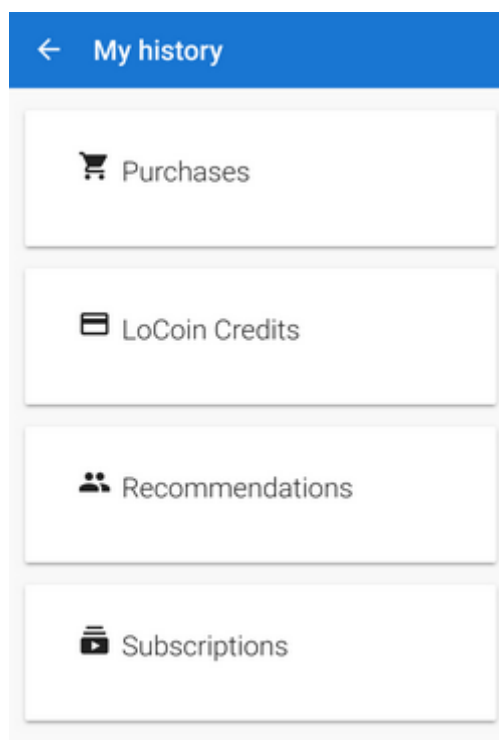 My history
Purchases
LoCoin Credits
Recommendations
Subscriptions